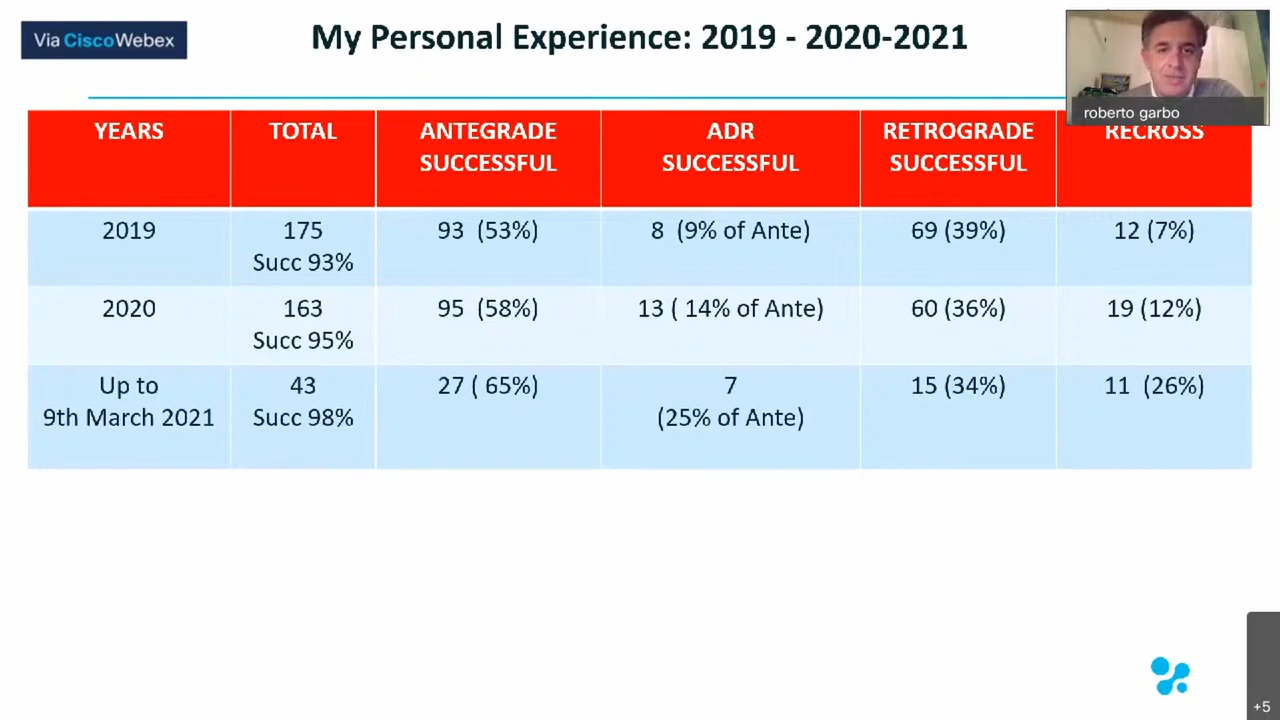 Via CiscoWebex
My Personal Experience: 2019 - 2020-2021
roberto garbo
YEARS
TOTAL
ANTEGRADE
SUCCESSFUL
ADR
SUCCESSFUL
RETROGRADE
SUCCESSFUL
RECROSS
2019
175
Succ 93%
93 (53%)
8 (9% of Ante)
69 (39%)
12 (7%)
2020
163
Succ 95%
95 (58%)
13 ( 14% of Ante)
60 (36%)
19 (12%)
Up to
9th March 2021
43
Succ 98%
27 ( 65%)
7
(25% of Ante)
15 (34%)
11 (26%)
+5